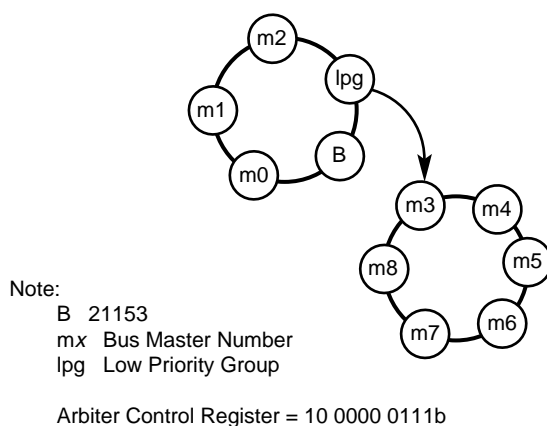 m2
lpg
m1
B
m0
m3
m4
m8
m5
m7
m6
Note:
B 21153
mx Bus Master Number
lpg Low Priority Group
Arbiter Control Register = 10 0000 0111b